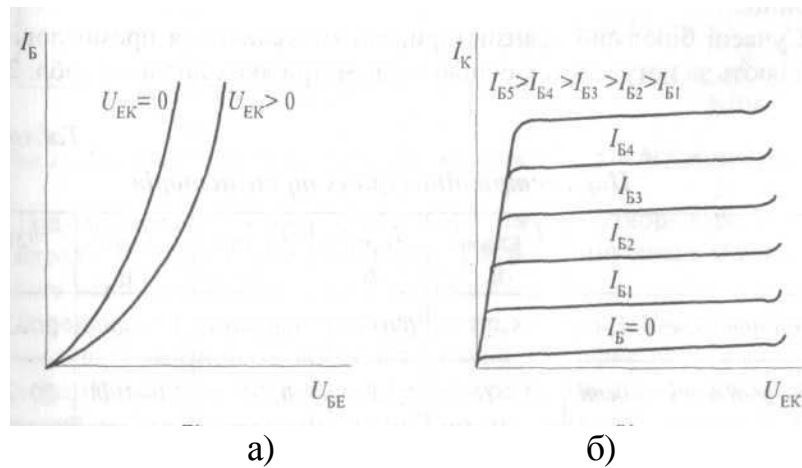 I_Б
U_ЕК = 0
U_ЕК > 0
U_БЕ
а)
I_К
I_Б5 > I_Б4 > I_Б3 > I_Б2 > I_Б1
I_Б4
I_Б3
I_Б2
I_Б1
I_Б = 0
U_ЕК
б)